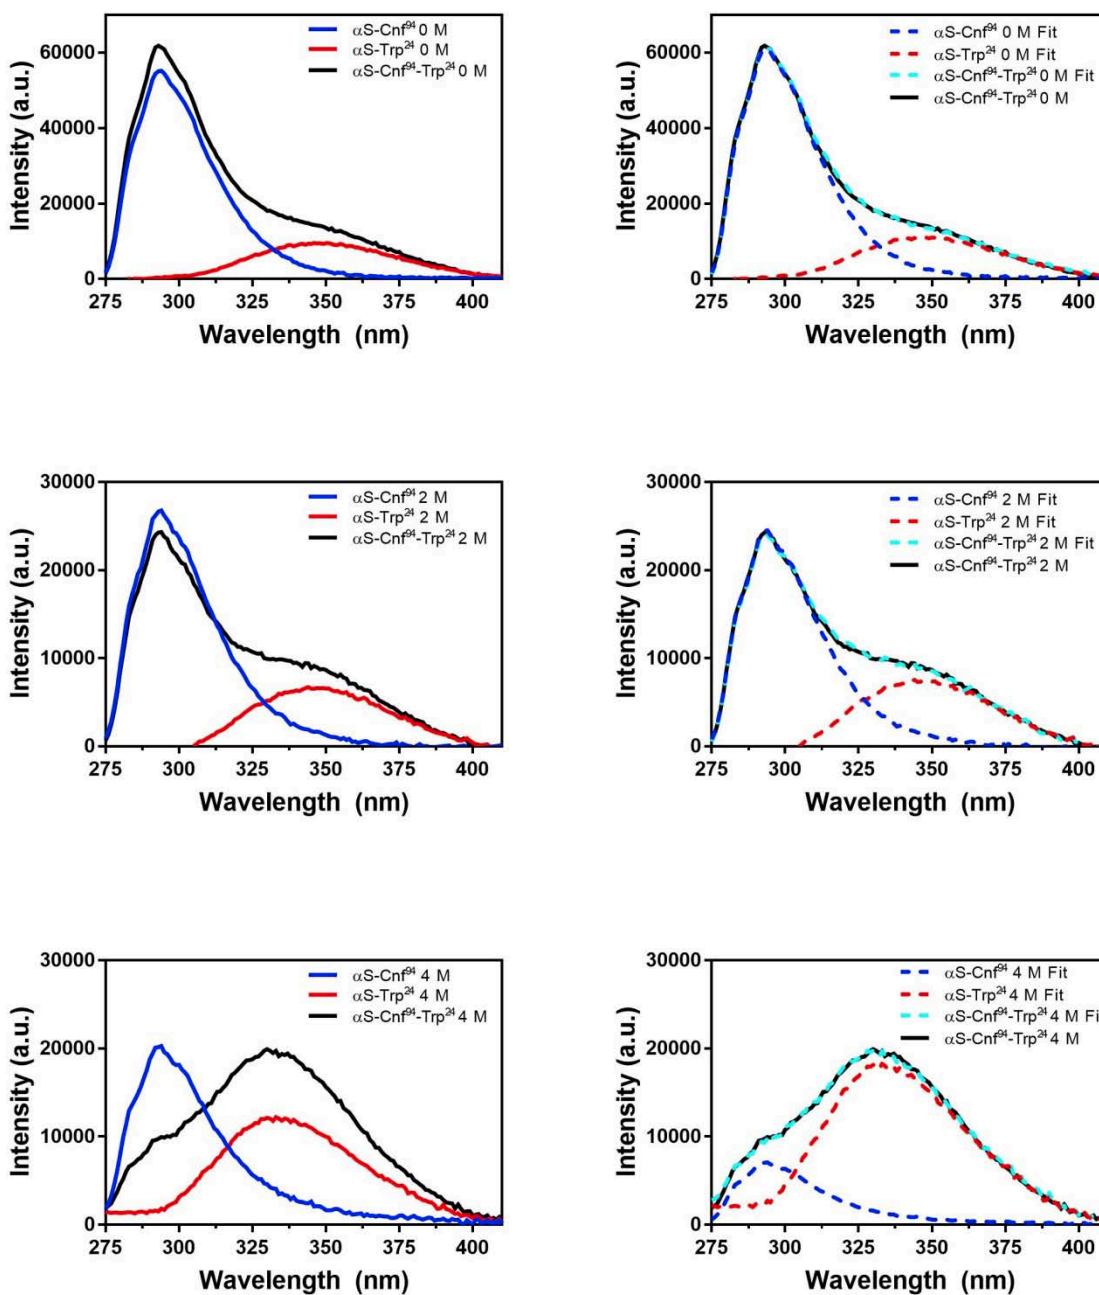 Intensity (a.u.)
60000
40000
20000
0
αS-Cnf⁹⁴ 0 M
αS-Trp²⁴ 0 M
αS-Cnf⁹⁴-Trp²⁴ 0 M
275 300 325 350 375 400
Wavelength (nm)
Intensity (a.u.)
60000
40000
20000
0
αS-Cnf⁹⁴ 0 M Fit
αS-Trp²⁴ 0 M Fit
αS-Cnf⁹⁴-Trp²⁴ 0 M Fit
αS-Cnf⁹⁴-Trp²⁴ 0 M
275 300 325 350 375 400
Wavelength (nm)
Intensity (a.u.)
30000
20000
10000
0
αS-Cnf⁹⁴ 2 M
αS-Trp²⁴ 2 M
αS-Cnf⁹⁴-Trp²⁴ 2 M
275 300 325 350 375 400
Wavelength (nm)
Intensity (a.u.)
30000
20000
10000
0
αS-Cnf⁹⁴ 2 M Fit
αS-Trp²⁴ 2 M Fit
αS-Cnf⁹⁴-Trp²⁴ 2 M Fit
αS-Cnf⁹⁴-Trp²⁴ 2 M
275 300 325 350 375 400
Wavelength (nm)
Intensity (a.u.)
30000
20000
10000
0
αS-Cnf⁹⁴ 4 M
αS-Trp²⁴ 4 M
αS-Cnf⁹⁴-Trp²⁴ 4 M
275 300 325 350 375 400
Wavelength (nm)
Intensity (a.u.)
30000
20000
10000
0
αS-Cnf⁹⁴ 4 M Fit
αS-Trp²⁴ 4 M Fit
αS-Cnf⁹⁴-Trp²⁴ 4 M Fi
αS-Cnf⁹⁴-Trp²⁴ 4 M
275 300 325 350 375 400
Wavelength (nm)